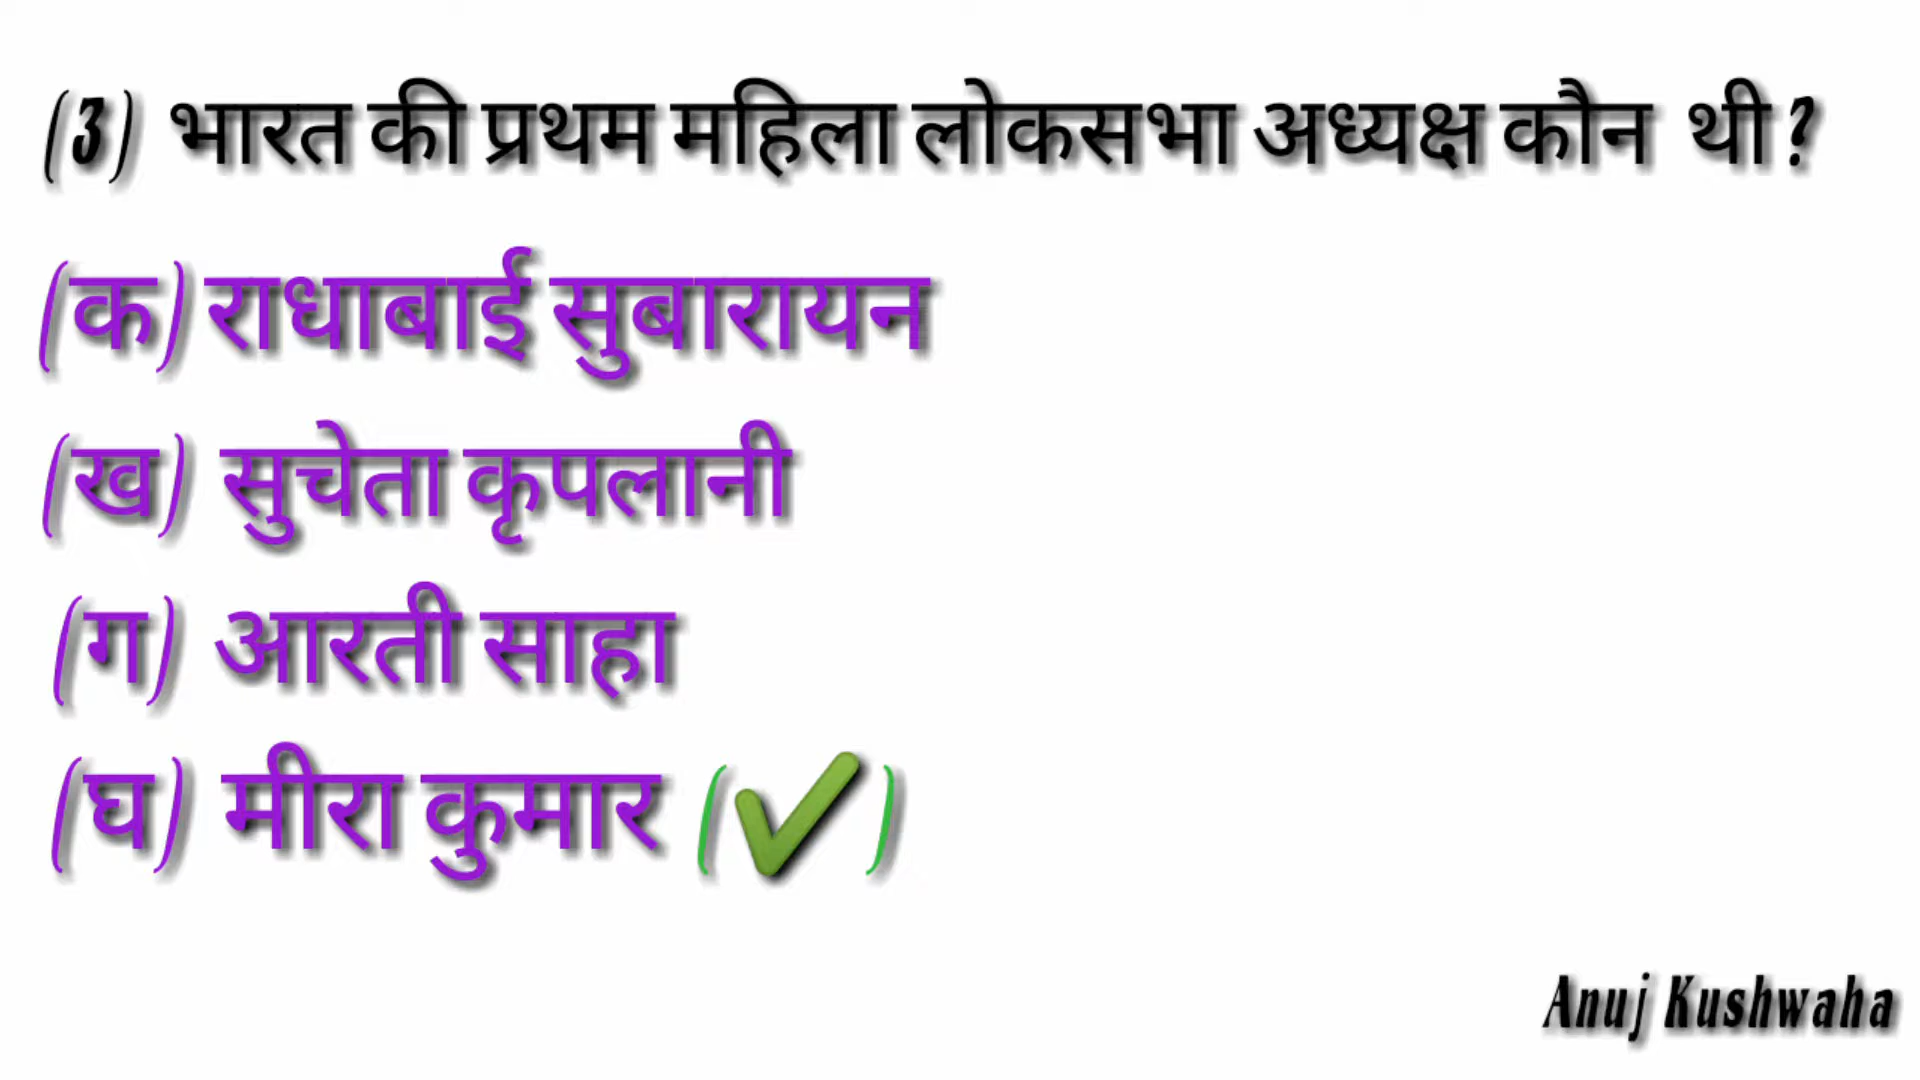 (3) भारत की प्रथम महिला लोकसभा अध्यक्ष कौन थी ?
(क) राधाबाई सुबारायन
(ख) सुचेता कृपलानी
(ग) आरती साहा
(घ) मीरा कुमार (✔)
Anuj Kushwaha